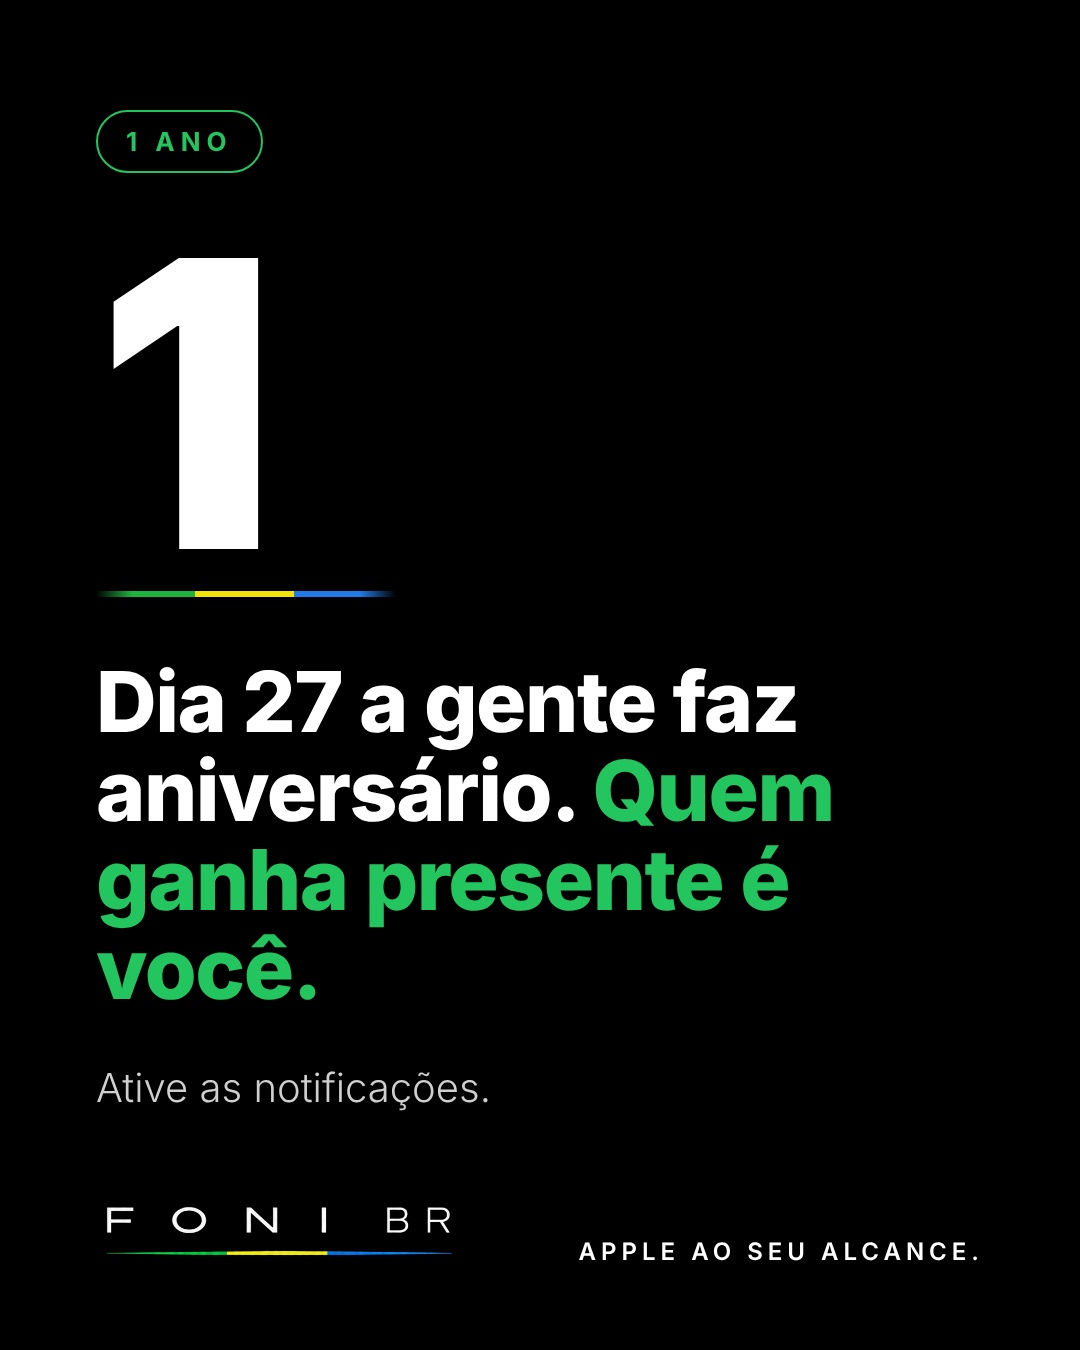 1 ANO
1
Dia 27 a gente faz
aniversário. Quem
ganha presente é
você.
Ative as notificações.
FONI BR
APPLE AO SEU ALCANCE.